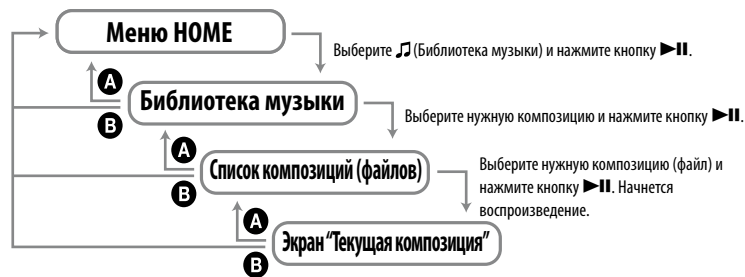 Меню HOME
Выберите ♫ (Библиотека музыки) и нажмите кнопку ►II.
A
Библиотека музыки
B
Выберите нужную композицию и нажмите кнопку ►II.
A
Список композиций (файлов)
B
Выберите нужную композицию (файл) и
нажмите кнопку ►II. Начнется
воспроизведение.
A
Экран “Текущая композиция”
B